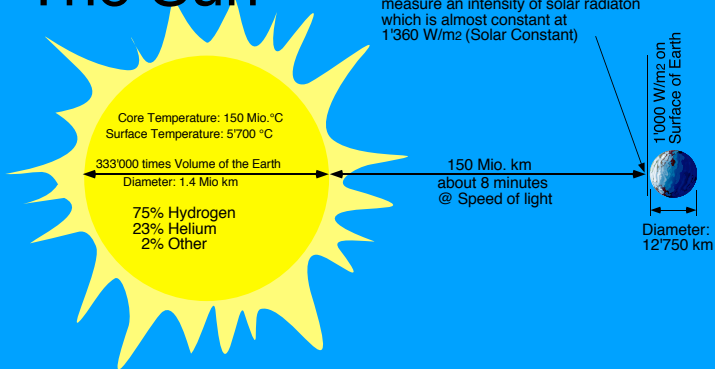 The Sun
measure an intensity of solar radiaton
which is almost constant at
1'360 W/m2 (Solar Constant)
1'000 W/m2 on
Surface of Earth
Core Temperature: 150 Mio.°C
Surface Temperature: 5'700 °C
333'000 times Volume of the Earth
Diameter: 1.4 Mio km
75% Hydrogen
23% Helium
2% Other
150 Mio. km
about 8 minutes
@ Speed of light
Diameter:
12'750 km